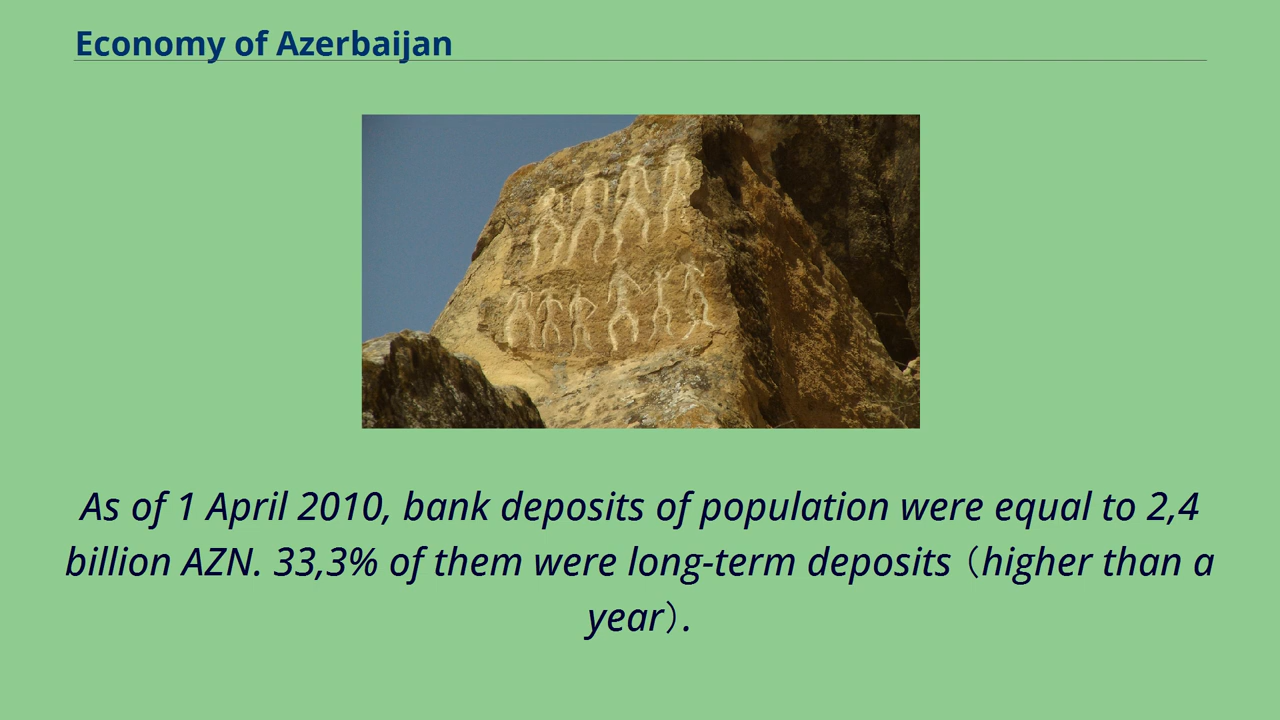 Economy of Azerbaijan
As of 1 April 2010, bank deposits of population were equal to 2,4
billion AZN. 33,3% of them were long-term deposits（higher than a
year）.